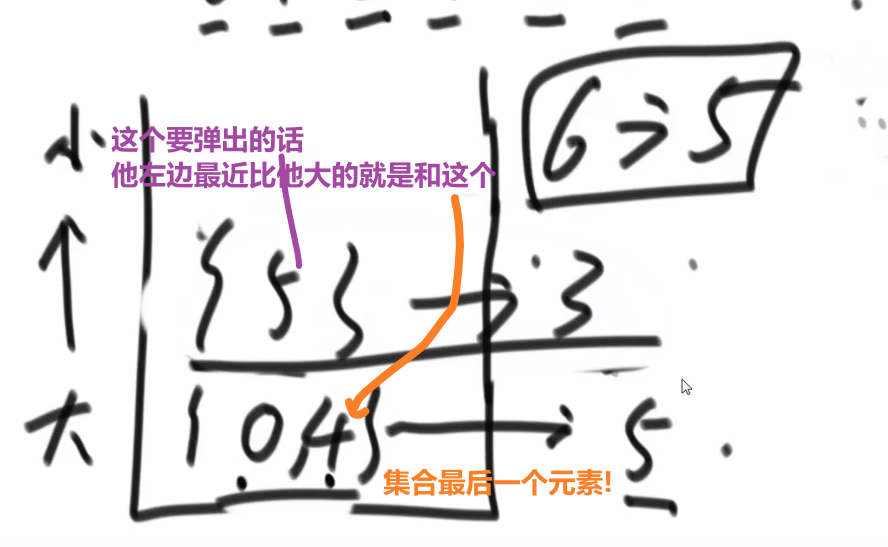 6 > 5
小
这个要弹出的话
他左边最近比他大的就是和这个
↑
{ 5 } → 3
大
{ 0,4 } → 5
集合最后一个元素!